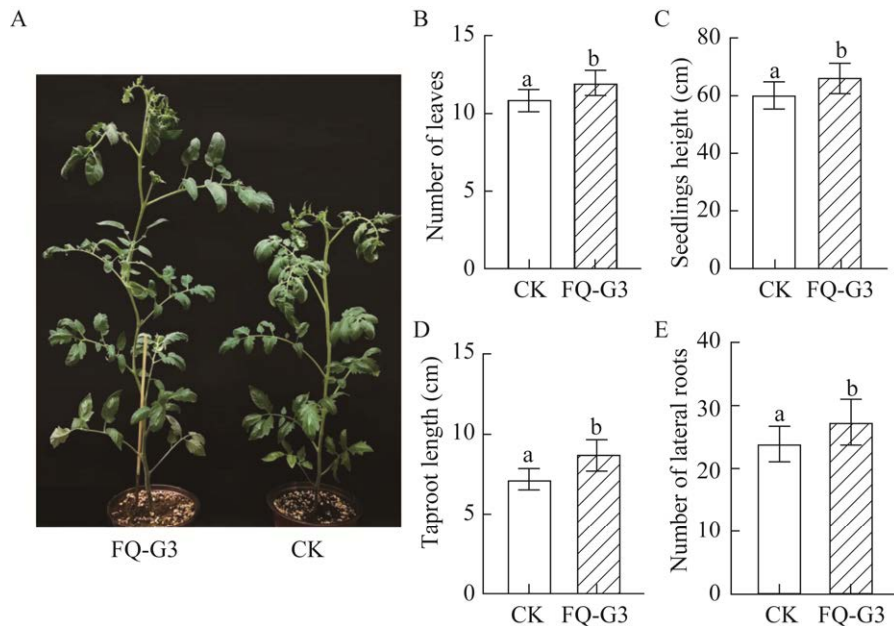 A
FQ-G3
CK
B
Number of leaves
15
10
5
0
a
b
CK
FQ-G3
C
Seedlings height (cm)
80
60
40
20
0
a
b
CK
FQ-G3
D
Taproot length (cm)
15
10
5
0
a
b
CK
FQ-G3
E
Number of lateral roots
40
30
20
10
0
a
b
CK
FQ-G3